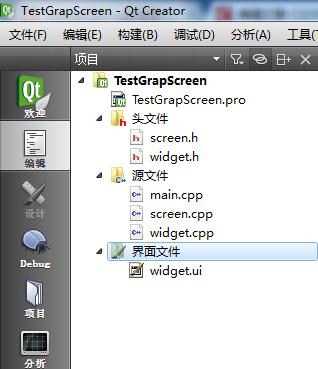 TestGrapScreen - Qt Creator
文件(F) 编辑(E) 构建(B) 调试(D) 分析(A) 工具(T
项目
TestGrapScreen
TestGrapScreen.pro
头文件
screen.h
widget.h
源文件
main.cpp
screen.cpp
widget.cpp
界面文件
widget.ui
Qt
欢迎
编辑
设计
Debug
项目
分析